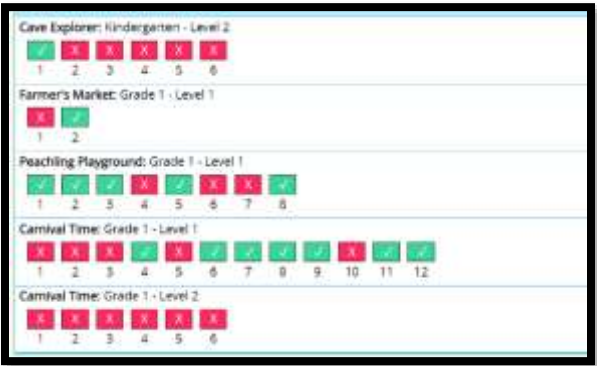 Cave Explorer: Kindergarten - Level 2
✓ X X X X X
1 2 3 4 5 6
Farmer's Market: Grade 1 - Level 1
X ✓
1 2
Peachling Playground: Grade 1 - Level 1
✓ ✓ ✓ X ✓ X X ✓
1 2 3 4 5 6 7 8
Carnival Time: Grade 1 - Level 1
X X X ✓ X ✓ ✓ ✓ ✓ X ✓ ✓
1 2 3 4 5 6 7 8 9 10 11 12
Carnival Time: Grade 1 - Level 2
X X X X X X
1 2 3 4 5 6